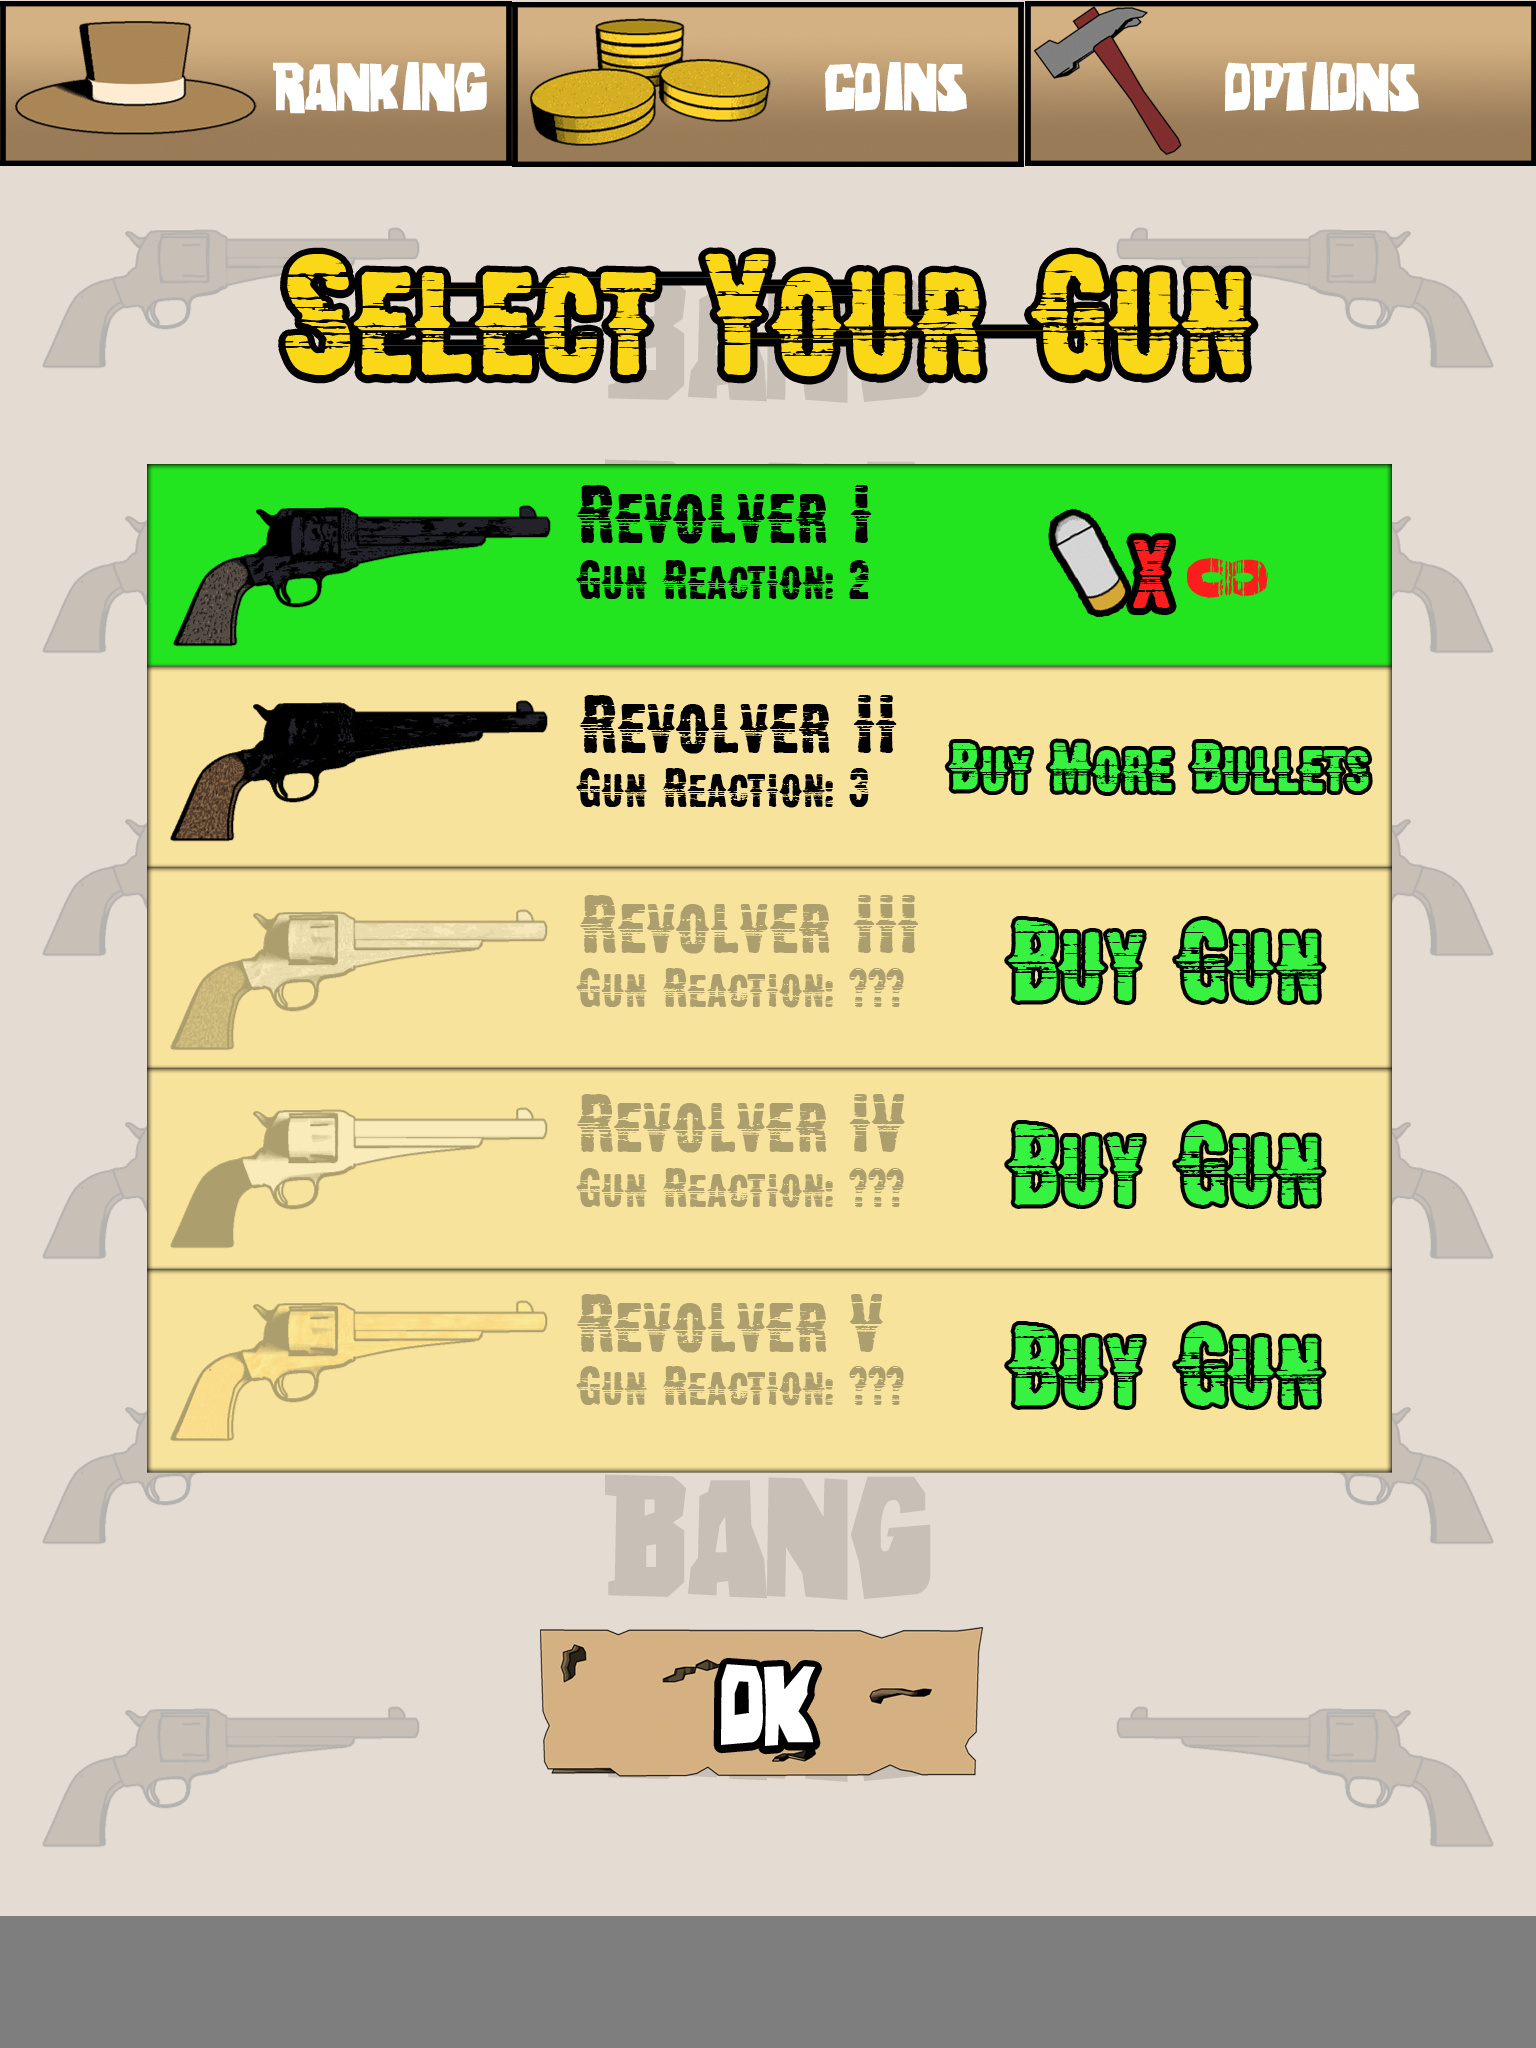 RANKING
COINS
OPTIONS
BANG
SELECT YOUR GUN
REVOLVER I
GUN REACTION: 2
X ∞
REVOLVER II
GUN REACTION: 3
BUY MORE BULLETS
REVOLVER III
GUN REACTION: ???
BUY GUN
REVOLVER IV
GUN REACTION: ???
BUY GUN
REVOLVER V
GUN REACTION: ???
BUY GUN
BANG
OK